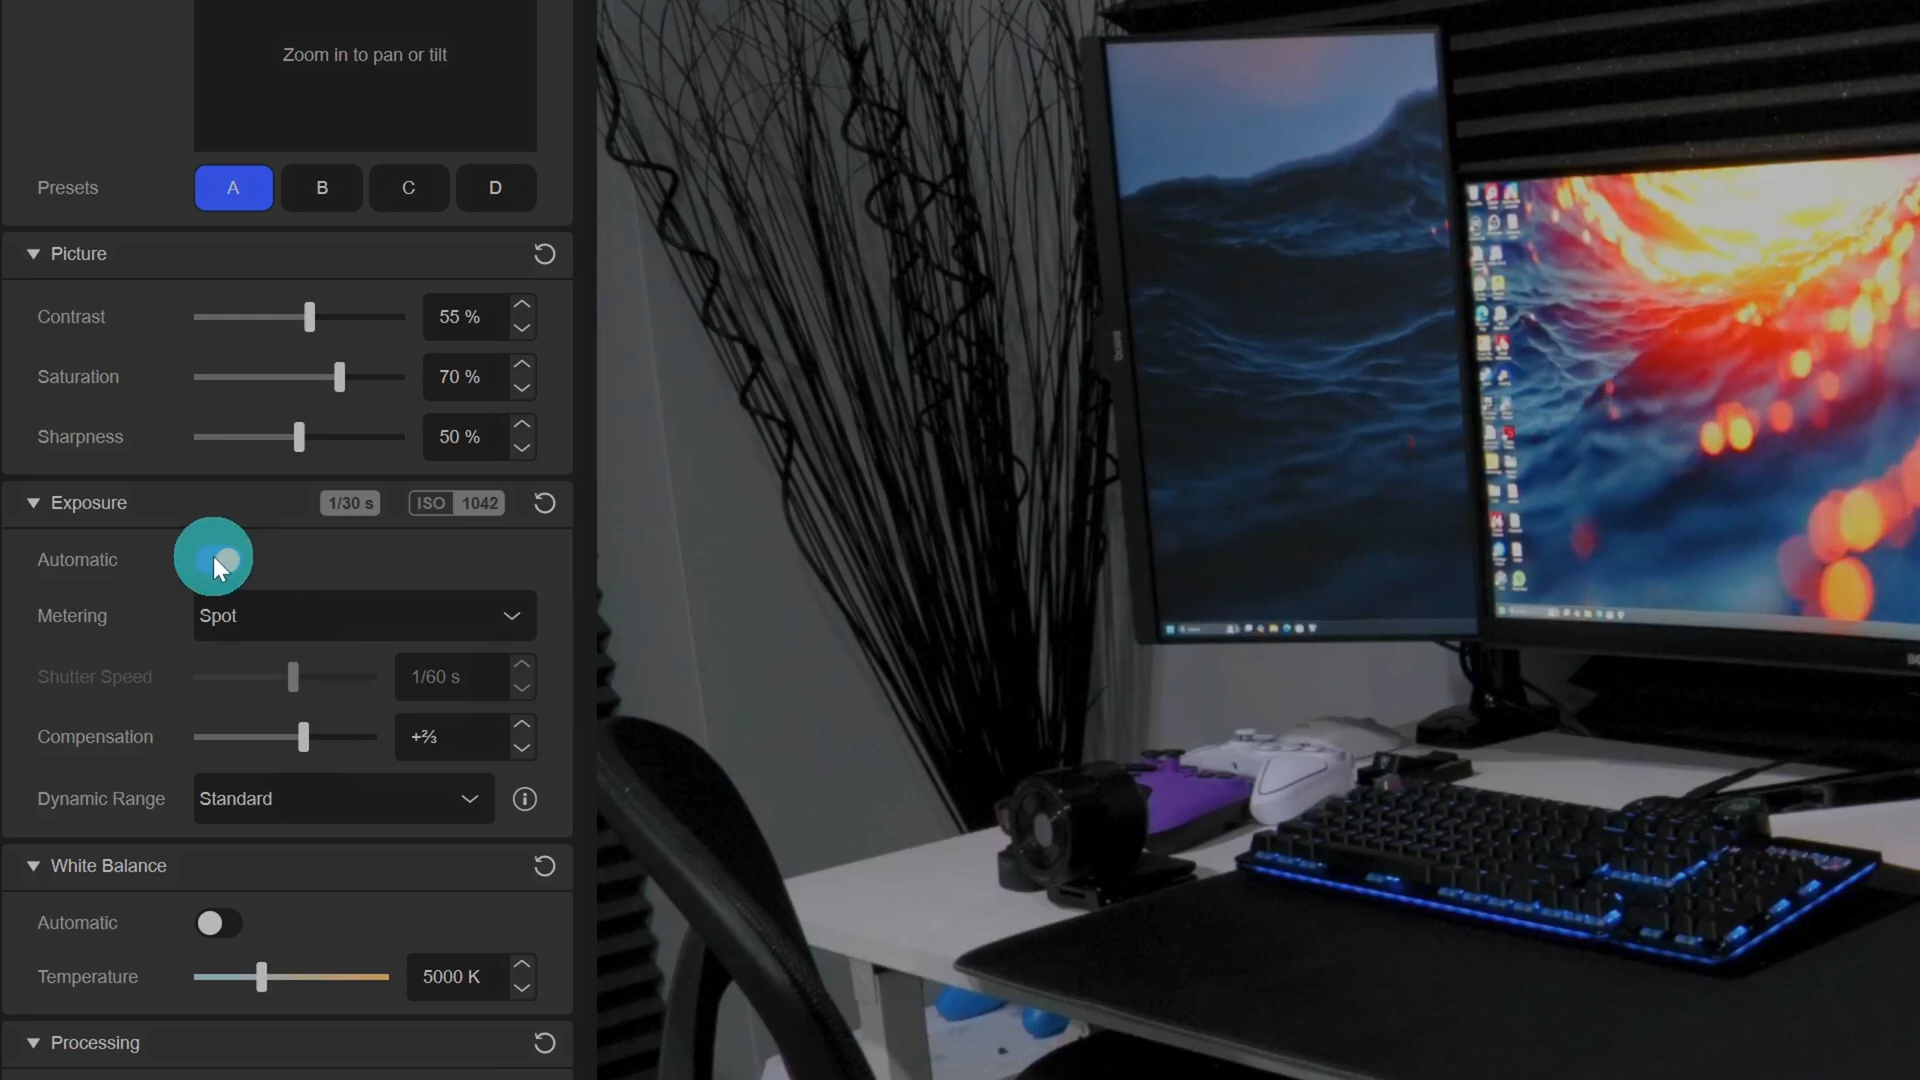 Zoom in to pan or tilt
Presets
A
B
C
D
Picture
Contrast
55 %
Saturation
70 %
Sharpness
50 %
Exposure
1/30 s
ISO
1042
Automatic
Metering
Spot
Shutter Speed
1/60 s
Compensation
+⅔
Dynamic Range
Standard
White Balance
Automatic
Temperature
5000 K
Processing